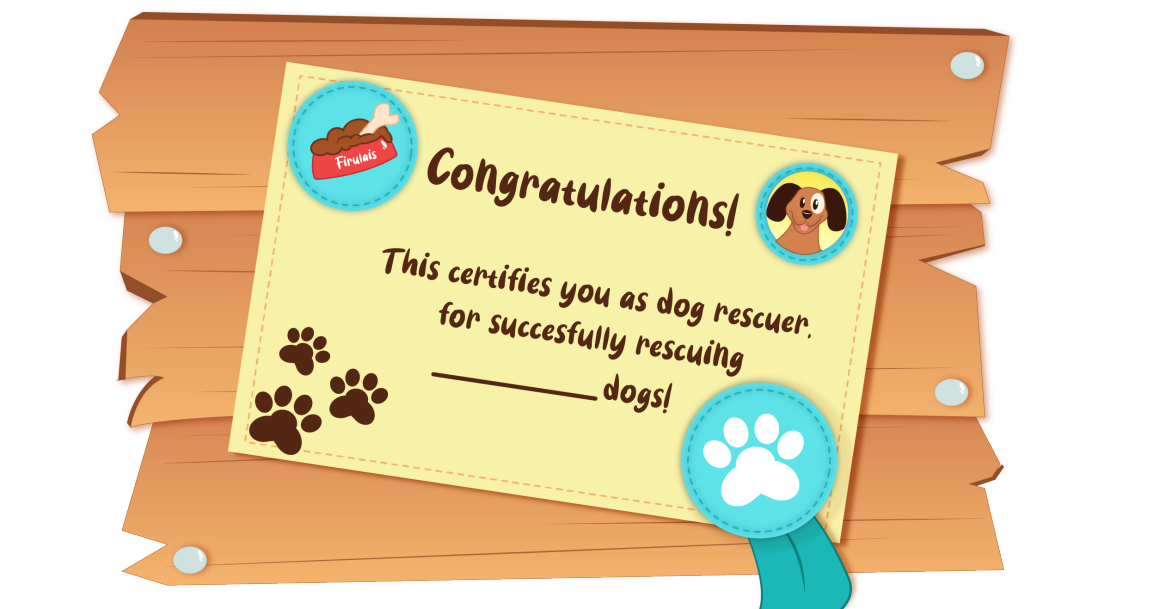 Firulais
Congratulations!
This certifies you as dog rescuer,
for succesfully rescuing
dogs!